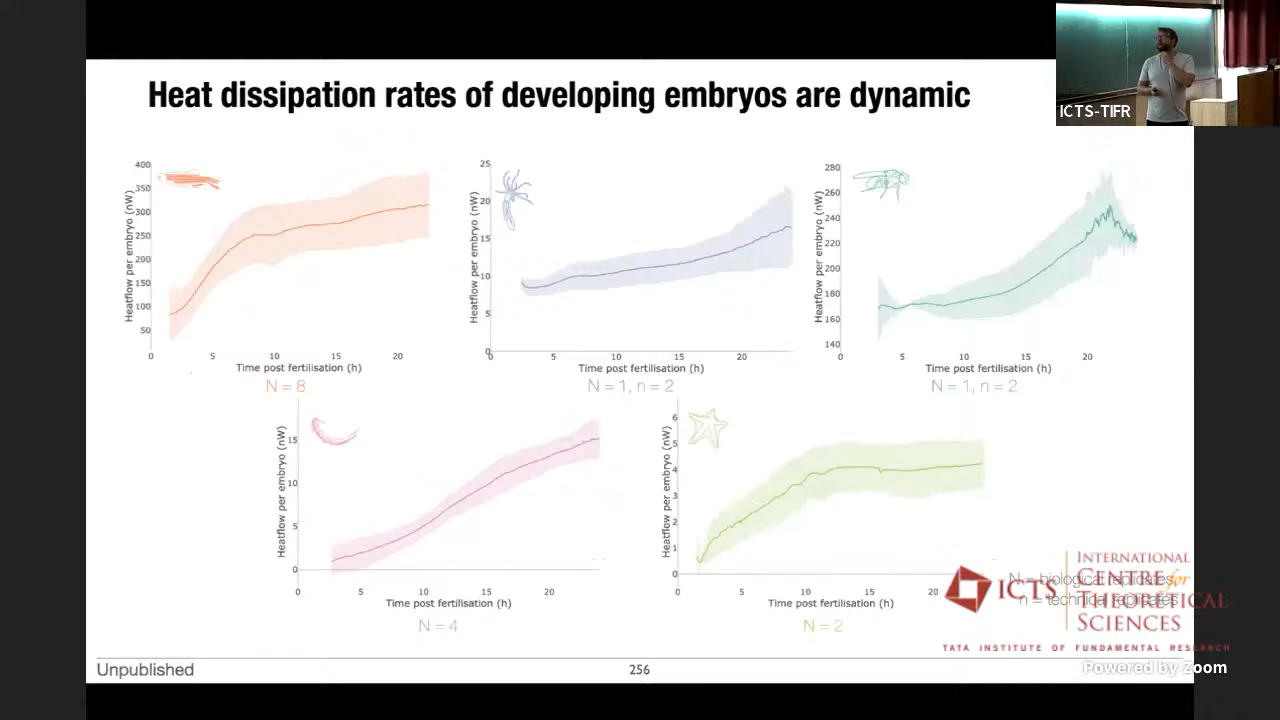 Heat dissipation rates of developing embryos are dynamic
ICTS-TIFR
Heatflow per embryo (nW)
400
350
300
250
200
150
100
50
0 5 10 15 20
Time post fertilisation (h)
N = 8
Heatflow per embryo (nW)
25
20
15
10
5
0
0 5 10 15 20
Time post fertilisation (h)
N = 1, n = 2
Heatflow per embryo (nW)
280
260
240
220
200
180
160
140
0 5 10 15 20
Time post fertilisation (h)
N = 1, n = 2
Heatflow per embryo (nW)
15
10
5
0
0 5 10 15 20
Time post fertilisation (h)
N = 4
Heatflow per embryo (nW)
6
5
4
3
2
1
0
0 5 10 15 20
Time post fertilisation (h)
N = 2
N = biological replicates,
n = technical replicates
ICTS
INTERNATIONAL
CENTRE for
THEORETICAL
SCIENCES
TATA INSTITUTE OF FUNDAMENTAL RESEARCH
Unpublished
256
Powered by Zoom